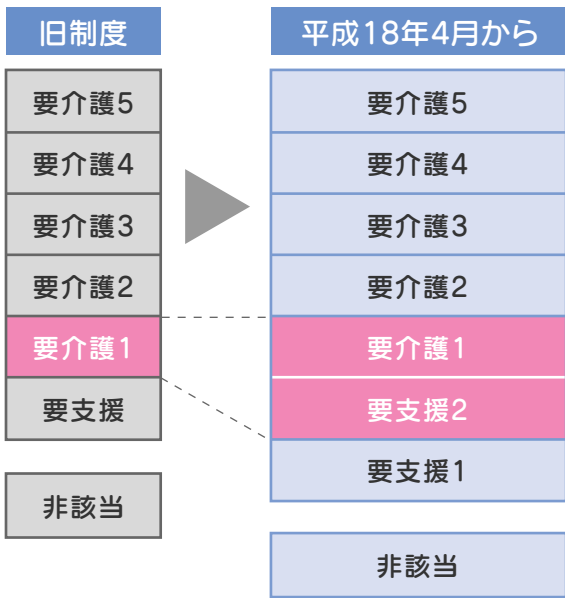 旧制度
要介護5
要介護4
要介護3
要介護2
要介護1
要支援
非該当
平成18年4月から
要介護5
要介護4
要介護3
要介護2
要介護1
要支援2
要支援1
非該当